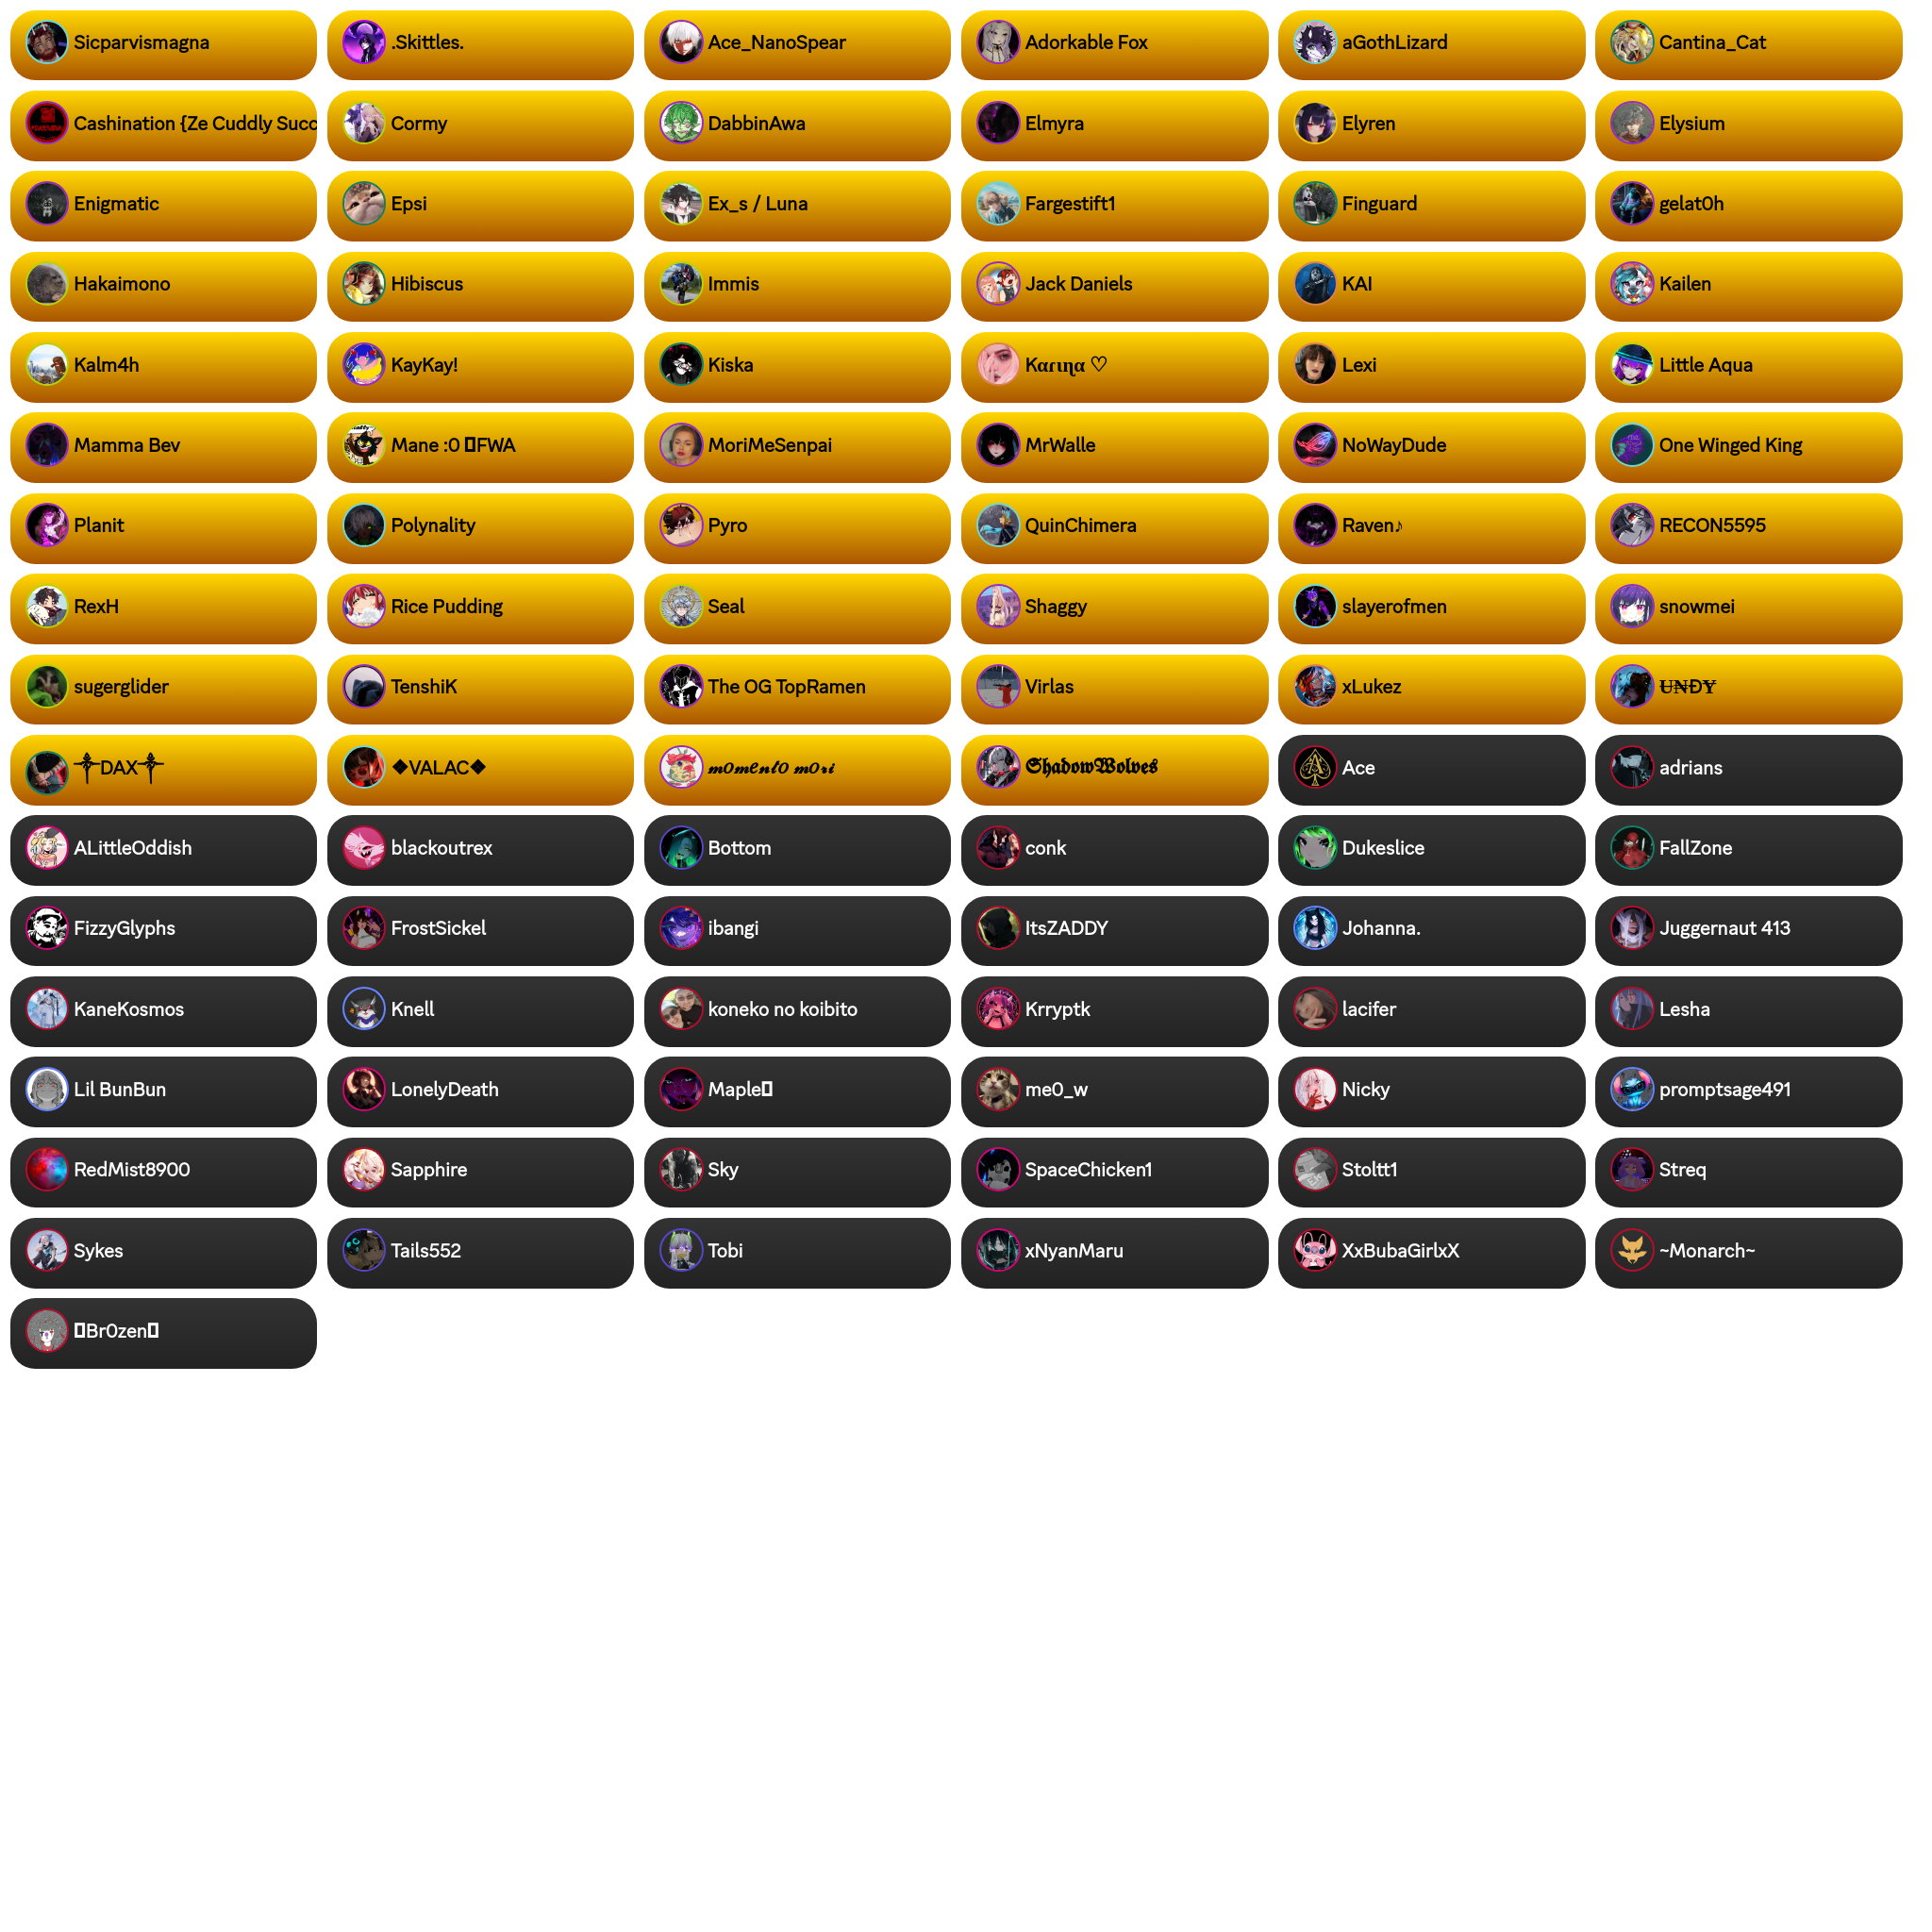 Sicparvismagna
.Skittles.
Ace_NanoSpear
Adorkable Fox
aGothLizard
Cantina_Cat
Cashination {Ze Cuddly Succ
Cormy
DabbinAwa
Elmyra
Elyren
Elysium
Enigmatic
Epsi
Ex_s / Luna
Fargestift1
Finguard
gelat0h
Hakaimono
Hibiscus
Immis
Jack Daniels
KAI
Kailen
Kalm4h
KayKay!
Kiska
Kαɾιɳα ♡
Lexi
Little Aqua
Mamma Bev
Mane :0 FWA
MoriMeSenpai
MrWalle
NoWayDude
One Winged King
Planit
Polynality
Pyro
QuinChimera
Raven♪
RECON5595
RexH
Rice Pudding
Seal
Shaggy
slayerofmen
snowmei
sugerglider
TenshiK
The OG TopRamen
Virlas
xLukez
U̶N̶ĐY̶
⸸DAX⸸
❖VALAC❖
𝓶𝓸𝓶𝓮𝓷𝓽𝓸 𝓶𝓸𝓻𝓲
𝕾𝖍𝖆𝖉𝖔𝖜𝖂𝖔𝖑𝖛𝖊𝖘
Ace
adrians
ALittleOddish
blackoutrex
Bottom
conk
Dukeslice
FallZone
FizzyGlyphs
FrostSickel
ibangi
ItsZADDY
Johanna.
Juggernaut 413
KaneKosmos
Knell
koneko no koibito
Krryptk
lacifer
Lesha
Lil BunBun
LonelyDeath
Maple
me0_w
Nicky
promptsage491
RedMist8900
Sapphire
Sky
SpaceChicken1
Stoltt1
Streq
Sykes
Tails552
Tobi
xNyanMaru
XxBubaGirlxX
~Monarch~
Br0zen